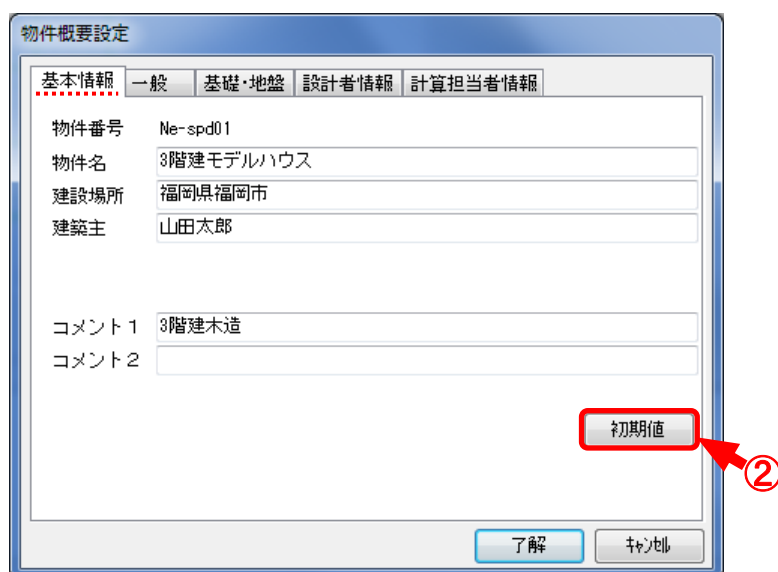 物件概要設定
基本情報 一般 基礎・地盤 設計者情報 計算担当者情報
物件番号 Ne-spd01
物件名 3階建モデルハウス
建設場所 福岡県福岡市
建築主 山田太郎
コメント1 3階建木造
コメント2
初期値
②
了解 ｷｬﾝｾﾙ